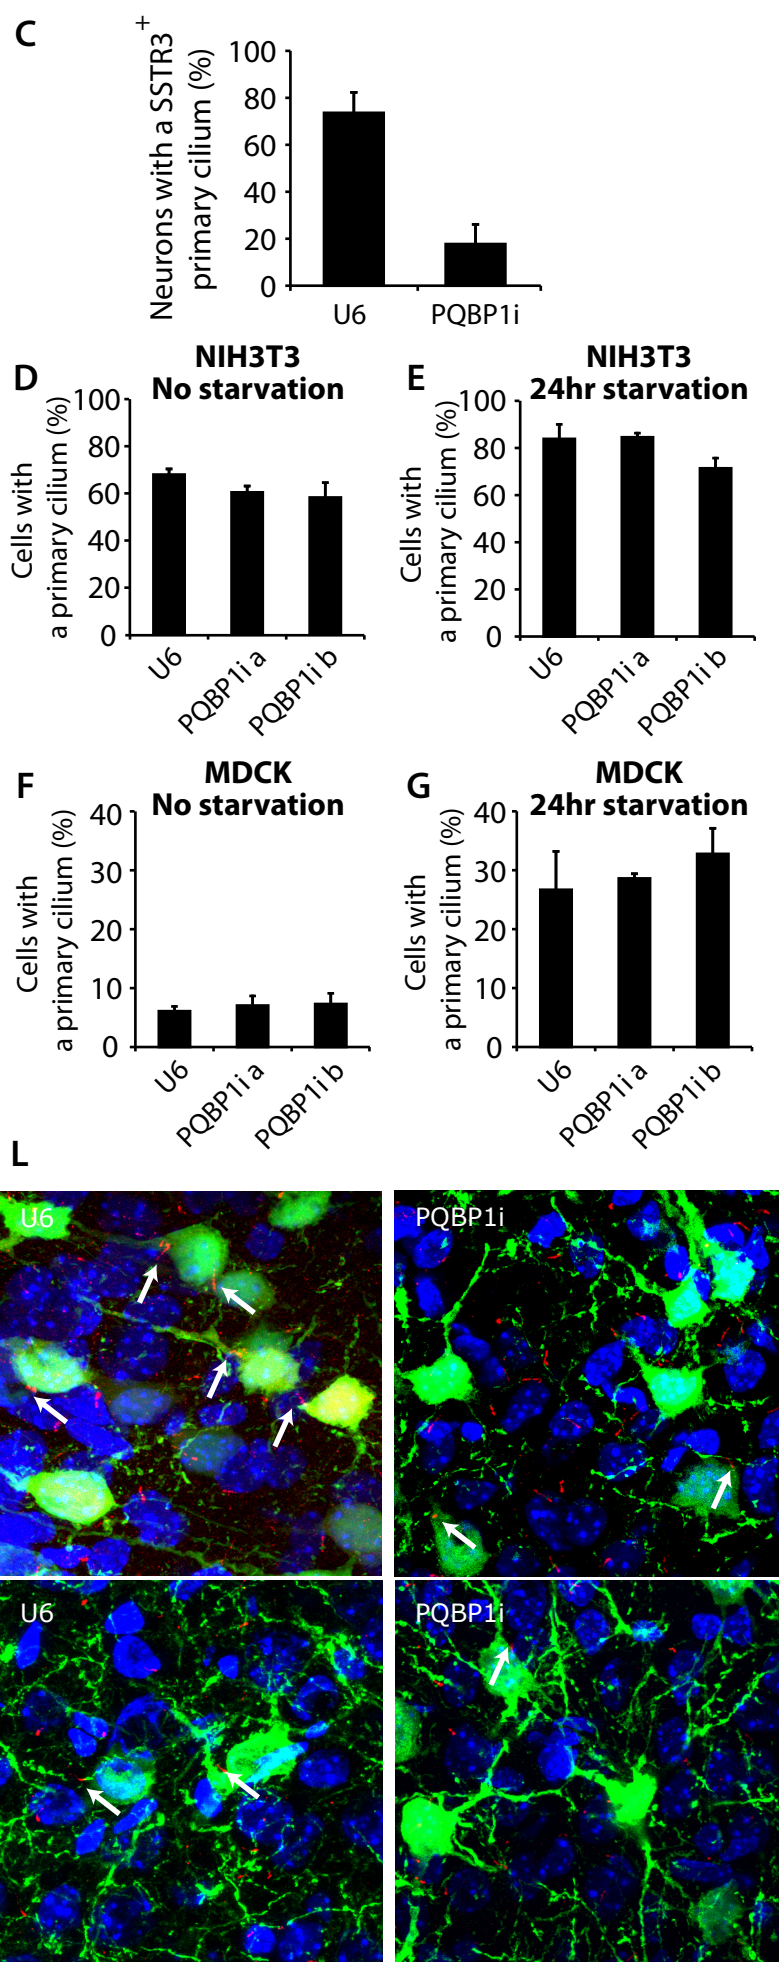 C
Neurons with a SSTR3+
primary cilium (%)
100
80
60
40
20
0
U6
PQBP1i
D
NIH3T3
No starvation
Cells with
a primary cilium (%)
100
80
60
40
20
0
U6
PQBP1i a
PQBP1i b
E
NIH3T3
24hr starvation
Cells with
a primary cilium (%)
100
80
60
40
20
0
U6
PQBP1i a
PQBP1i b
F
MDCK
No starvation
Cells with
a primary cilium (%)
40
30
20
10
0
U6
PQBP1i a
PQBP1i b
G
MDCK
24hr starvation
Cells with
a primary cilium (%)
40
30
20
10
0
U6
PQBP1i a
PQBP1i b
L
U6
PQBP1i
U6
PQBP1i